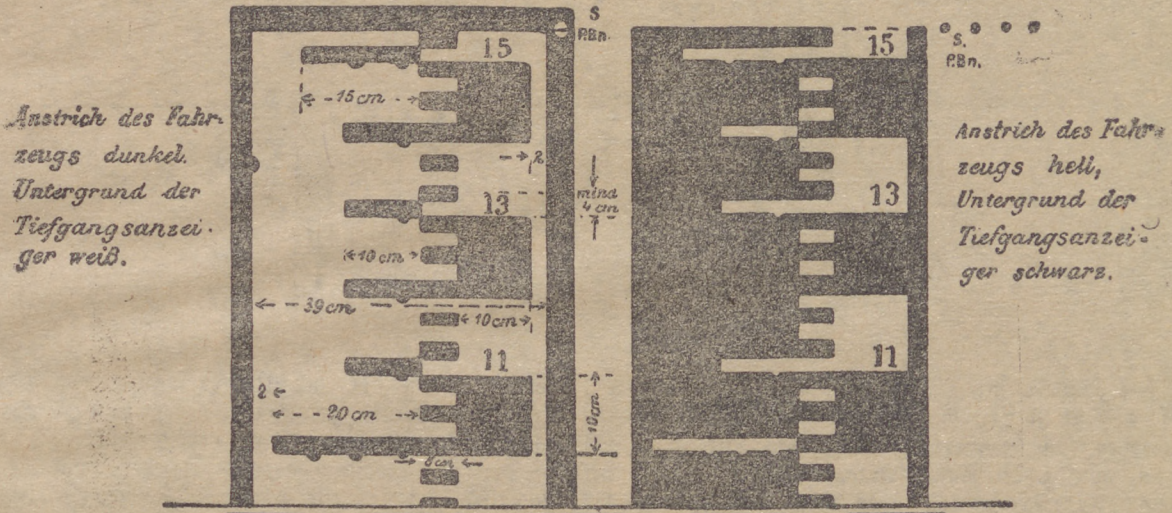 Anstrich des Fahr-
zeugs dunkel.
Untergrund der
Tiefgangsanzei-
ger weiß.
S
P.Bn.
15
15 cm
2
13
mind
4 cm
10 cm
39 cm
10 cm
11
2
20 cm
10 cm
15
S.
P.Bn.
13
11
Anstrich des Fahr-
zeugs hell,
Untergrund der
Tiefgangsanzei-
ger schwarz.